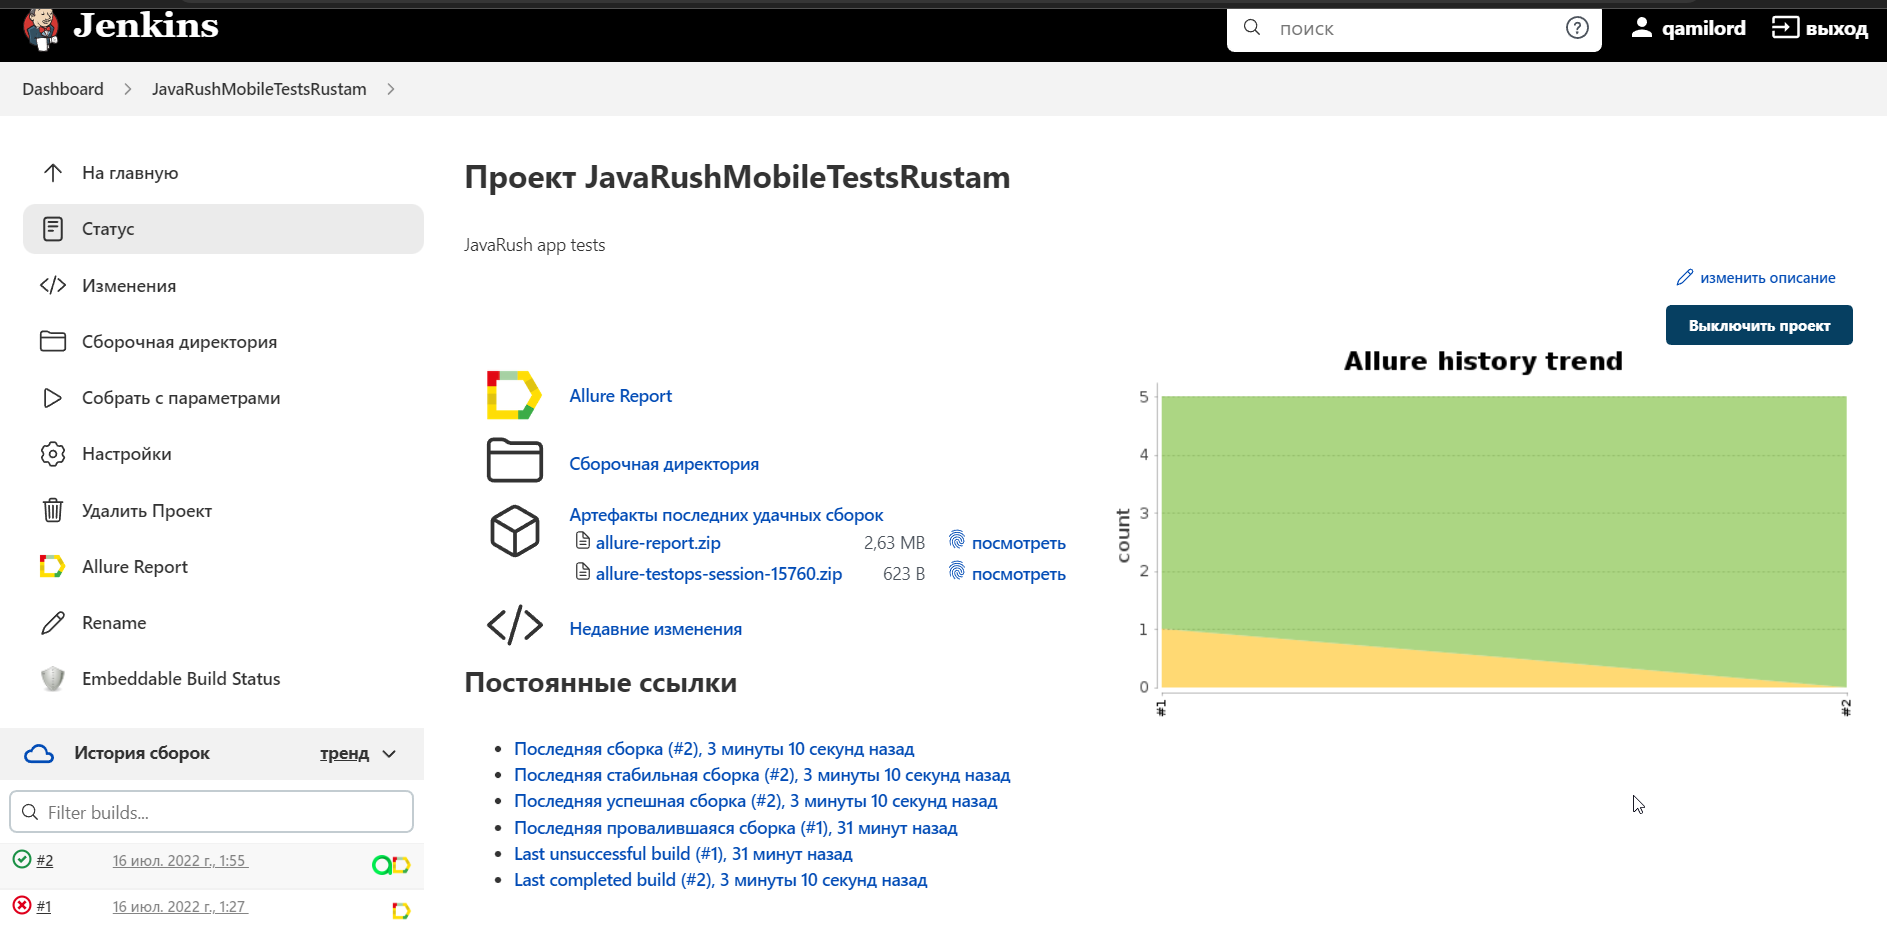 Jenkins
поиск
qamilord
выход
Dashboard
JavaRushMobileTestsRustam
На главную
Статус
Изменения
Сборочная директория
Собрать с параметрами
Настройки
Удалить Проект
Allure Report
Rename
Embeddable Build Status
История сборок
тренд
Filter builds...
#2 16 июл. 2022 г., 1:55
#1 16 июл. 2022 г., 1:27
Проект JavaRushMobileTestsRustam
JavaRush app tests
изменить описание
Выключить проект
Allure Report
Сборочная директория
Артефакты последних удачных сборок
allure-report.zip 2,63 MB посмотреть
allure-testops-session-15760.zip 623 B посмотреть
Недавние изменения
Allure history trend
count
5
4
3
2
1
0
#1
#2
Постоянные ссылки
Последняя сборка (#2), 3 минуты 10 секунд назад
Последняя стабильная сборка (#2), 3 минуты 10 секунд назад
Последняя успешная сборка (#2), 3 минуты 10 секунд назад
Последняя провалившаяся сборка (#1), 31 минут назад
Last unsuccessful build (#1), 31 минут назад
Last completed build (#2), 3 минуты 10 секунд назад